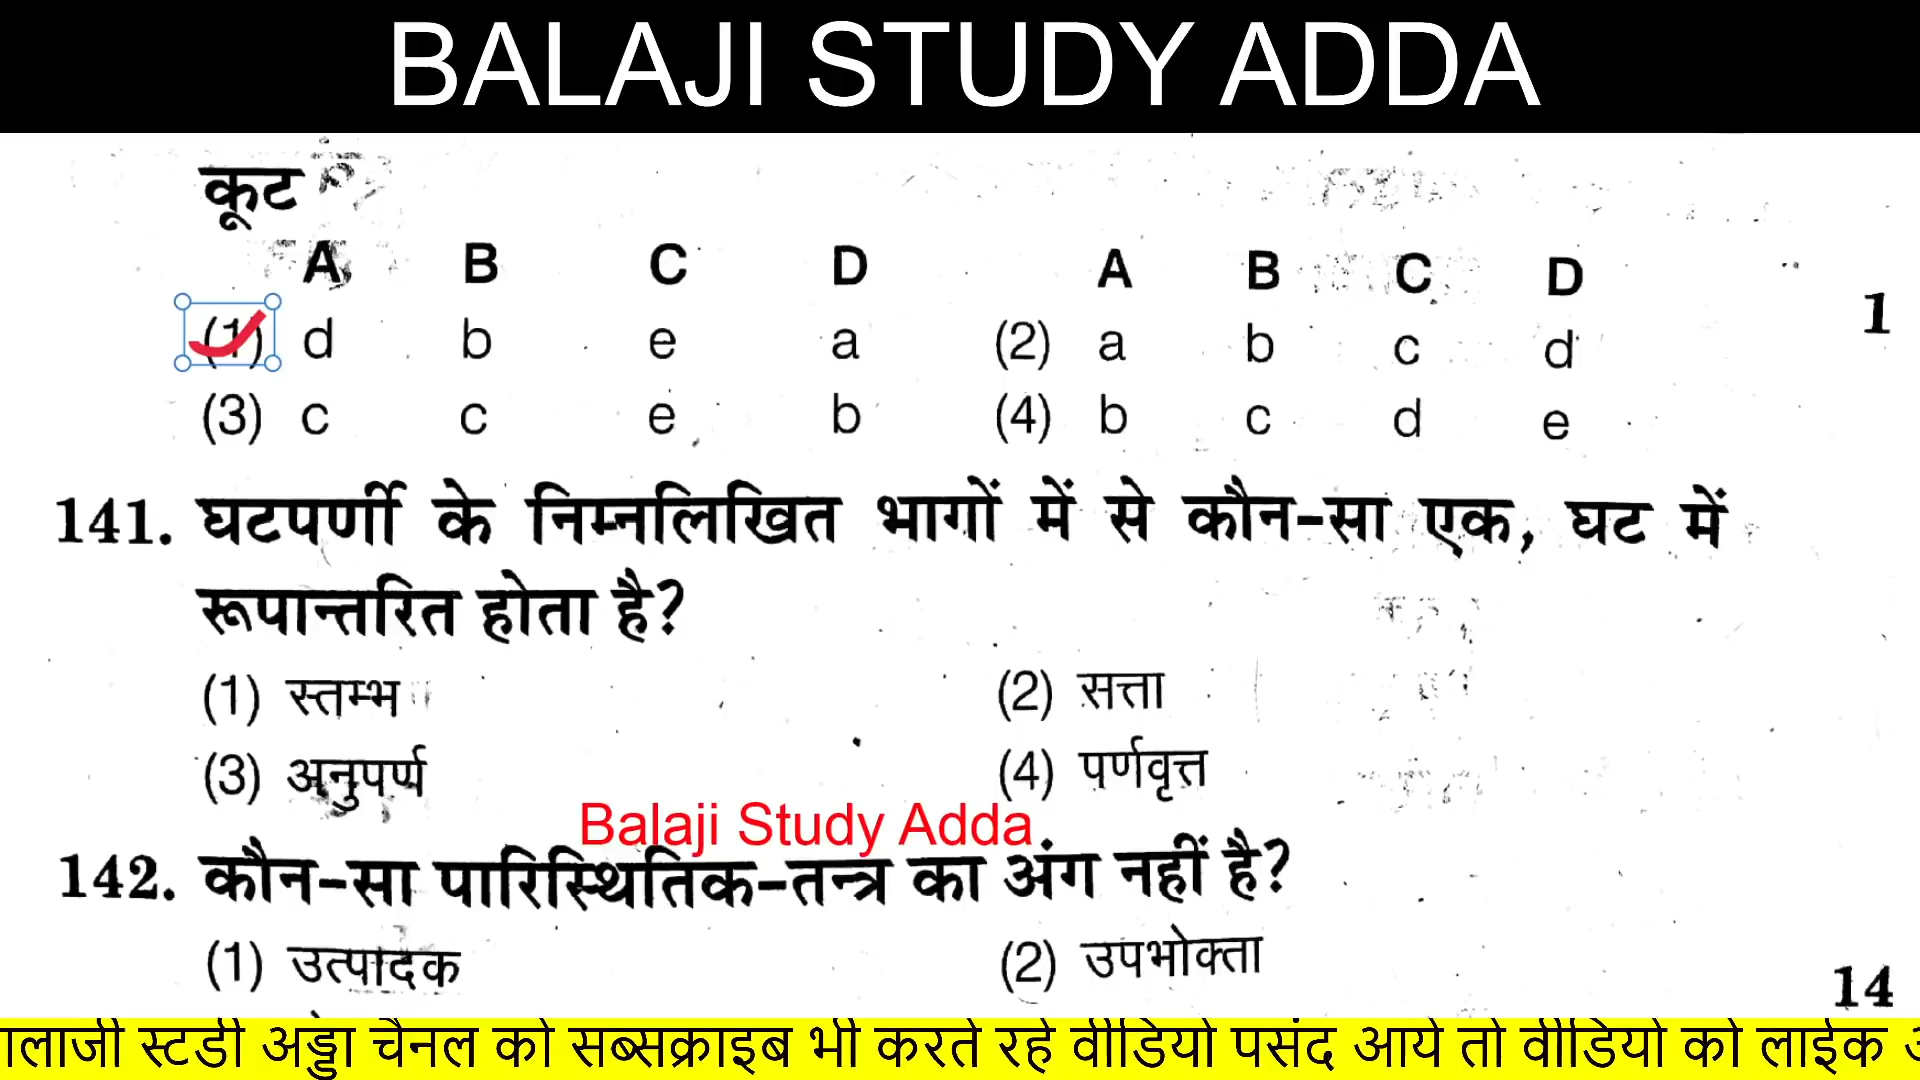 BALAJI STUDY ADDA
कूट
A B C D A B C D
(1) d b e a (2) a b c d
1
(3) c c e b (4) b c d e
141. घटपर्णी के निम्नलिखित भागों में से कौन-सा एक, घट में
रूपान्तरित होता है?
(1) स्तम्भ (2) सत्ता
(3) अनुपर्ण (4) पर्णवृत्त
Balaji Study Adda
142. कौन-सा पारिस्थितिक-तन्त्र का अंग नहीं है?
(1) उत्पादक (2) उपभोक्ता
14
ालाजी स्टडी अड्डा चैनल को सब्सक्राइब भी करते रहे वीडियो पसंद आये तो वीडियो को लाईक